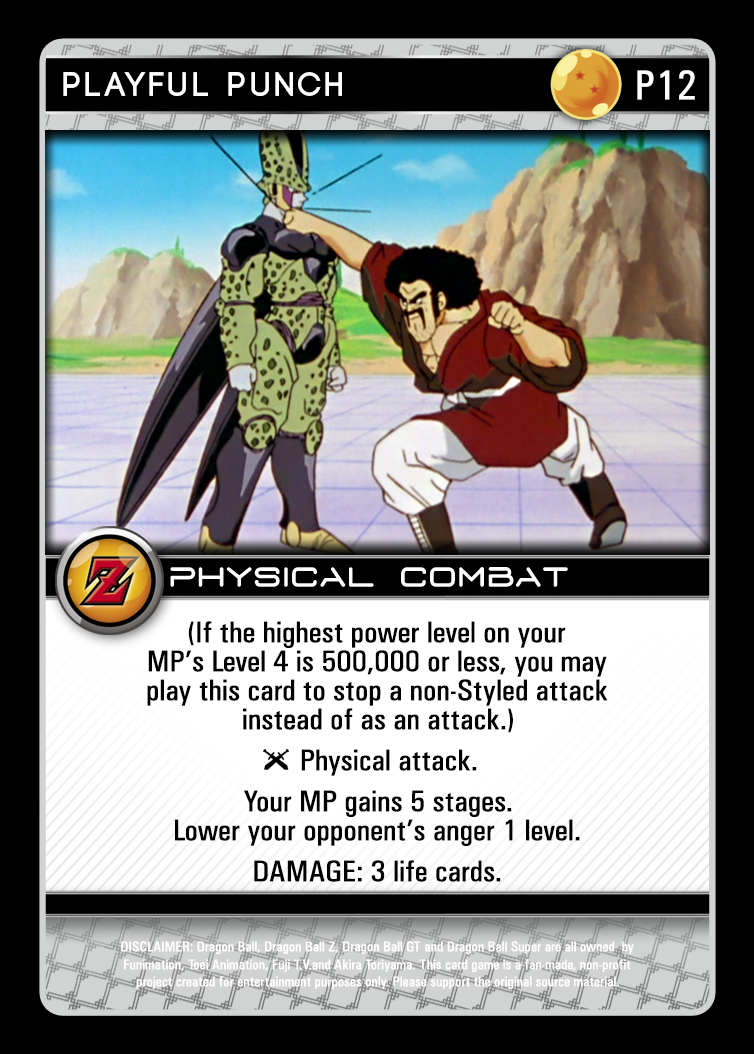 PLAYFUL PUNCH
P12
Z PHYSICAL COMBAT
(If the highest power level on your
MP's Level 4 is 500,000 or less, you may
play this card to stop a non-Styled attack
instead of as an attack.)
Physical attack.
Your MP gains 5 stages.
Lower your opponent's anger 1 level.
DAMAGE: 3 life cards.
DISCLAIMER: Dragon Ball, Dragon Ball Z, Dragon Ball GT and Dragon Ball Super are all owned by
Funimation, Toei Animation, Fuji T.V.and Akira Toriyama. This card game is a fan-made, non-profit
project created for entertainment purposes only. Please support the original source material.